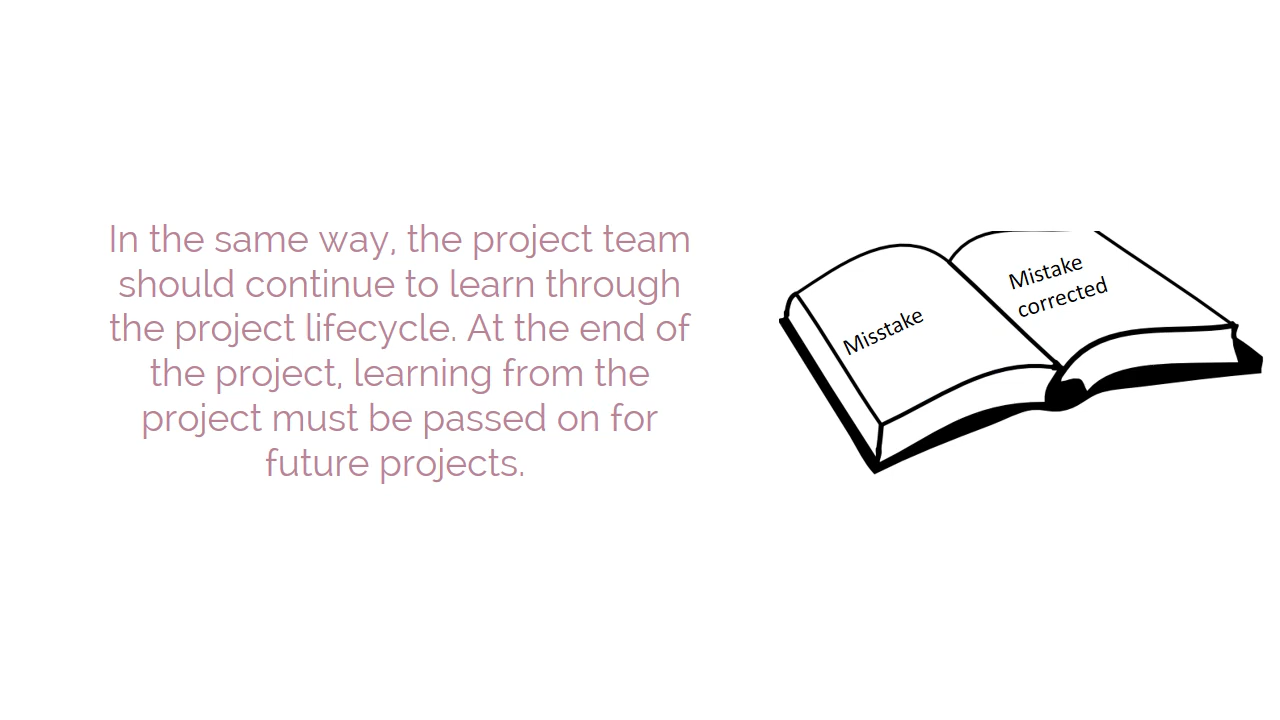 In the same way, the project team
should continue to learn through
the project lifecycle. At the end of
the project, learning from the
project must be passed on for
future projects.
Misstake
Mistake
corrected